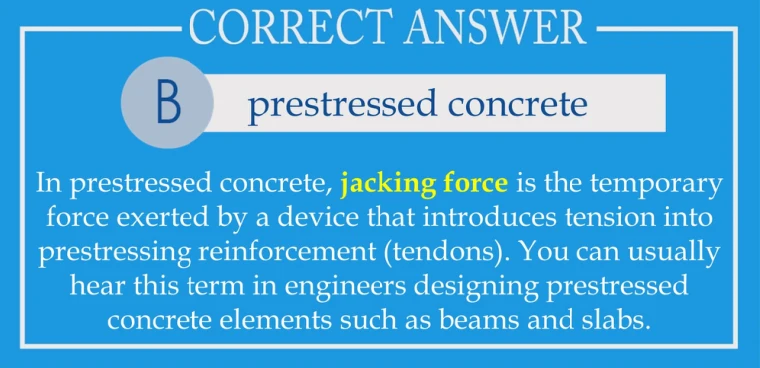 CORRECT ANSWER
B prestressed concrete
In prestressed concrete, jacking force is the temporary
force exerted by a device that introduces tension into
prestressing reinforcement (tendons). You can usually
hear this term in engineers designing prestressed
concrete elements such as beams and slabs.